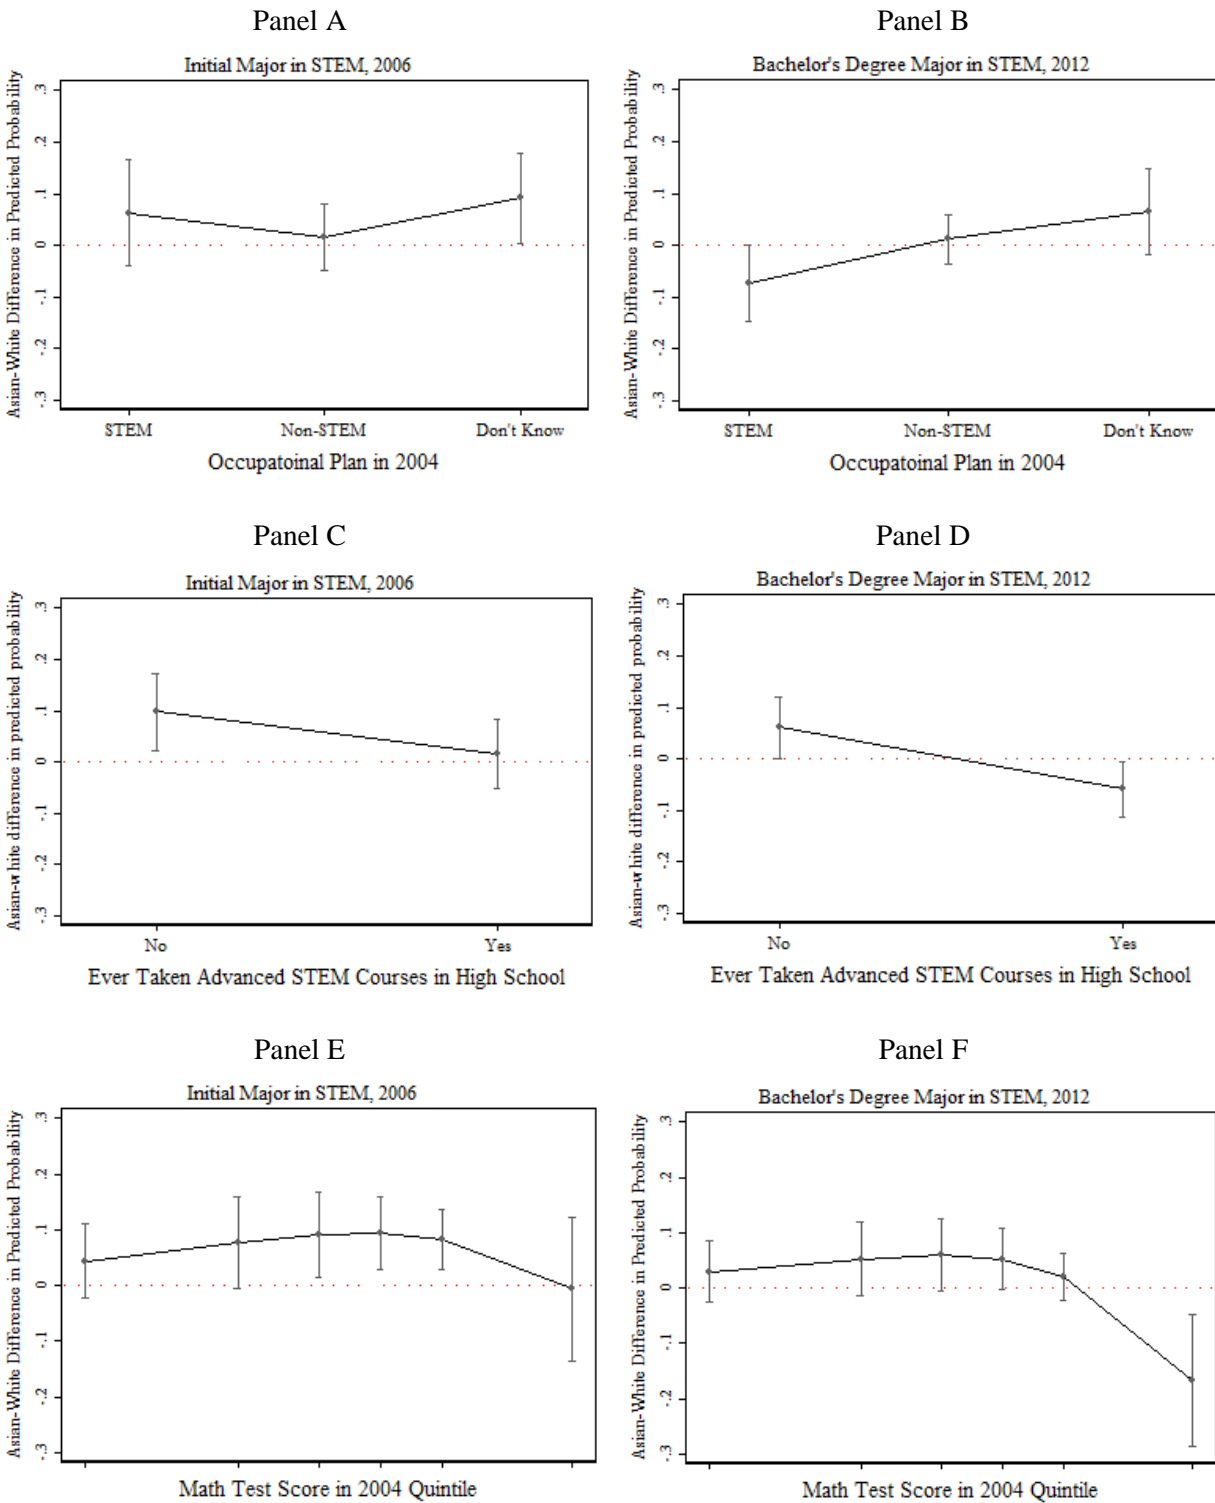 Panel A
Initial Major in STEM, 2006
Asian-White Difference in Predicted Probability
.3
.2
.1
0
-.1
-.2
-.3
STEM Non-STEM Don't Know
Occupatoinal Plan in 2004
Panel B
Bachelor's Degree Major in STEM, 2012
Asian-White Difference in Predicted Probability
.3
.2
.1
0
-.1
-.2
-.3
STEM Non-STEM Don't Know
Occupatoinal Plan in 2004
Panel C
Initial Major in STEM, 2006
Asian-white difference in predicted probability
.3
.2
.1
0
-.1
-.2
-.3
No Yes
Ever Taken Advanced STEM Courses in High School
Panel D
Bachelor's Degree Major in STEM, 2012
Asian-white difference in predicted probability
.3
.2
.1
0
-.1
-.2
-.3
No Yes
Ever Taken Advanced STEM Courses in High School
Panel E
Initial Major in STEM, 2006
Asian-White Difference in Predicted Probability
.3
.2
.1
0
-.1
-.2
-.3
Math Test Score in 2004 Quintile
Panel F
Bachelor's Degree Major in STEM, 2012
Asian-White Difference in Predicted Probability
.3
.2
.1
0
-.1
-.2
-.3
Math Test Score in 2004 Quintile